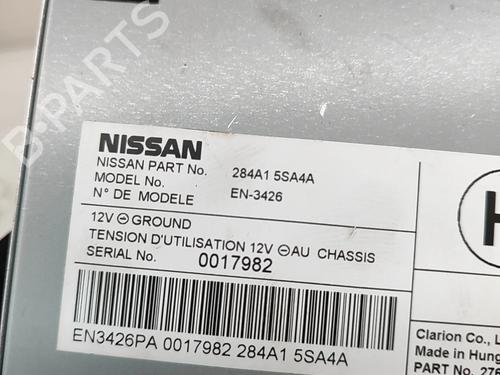 NISSAN
NISSAN PART No. 284A1 5SA4A
MODEL No.
N° DE MODELE EN-3426
12V ⊖ GROUND
TENSION D'UTILISATION 12V ⊖ AU CHASSIS
SERIAL No. 0017982
EN3426PA 0017982 284A1 5SA4A
H
Clarion Co., L
Made in Hung
PART No. 27
B-Parts